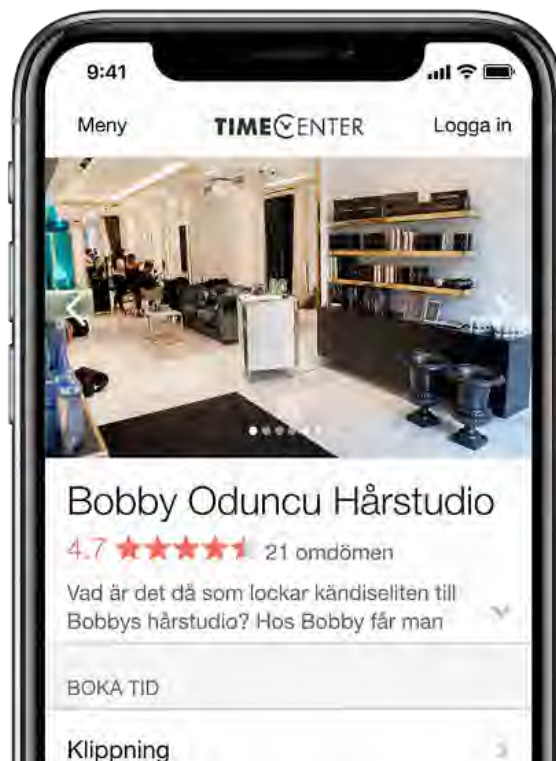 9:41
Meny TIMECENTER Logga in
Bobby Oduncu Hårstudio
4.7 21 omdömen
Vad är det då som lockar kändiseliten till
Bobbys hårstudio? Hos Bobby får man
BOKA TID
Klippning